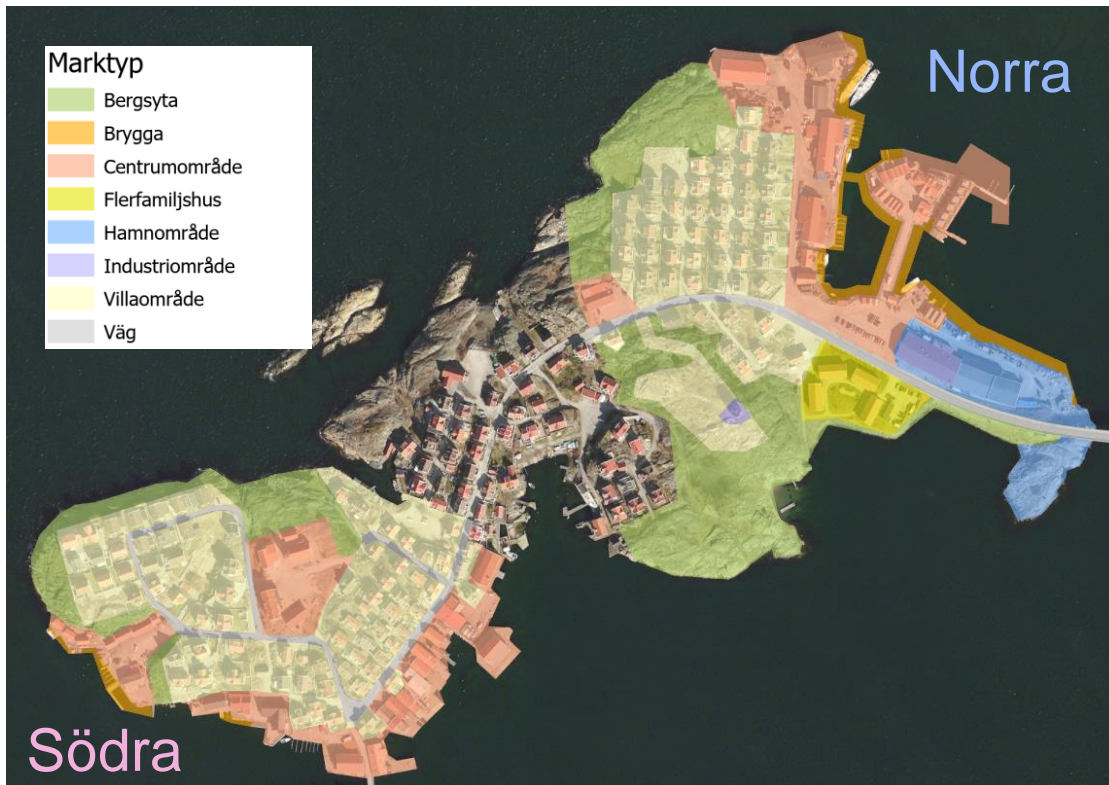 Marktyp
Bergsyta
Brygga
Centrumområde
Flerfamiljshus
Hamnområde
Industriområde
Villaområde
Väg
Norra
Södra